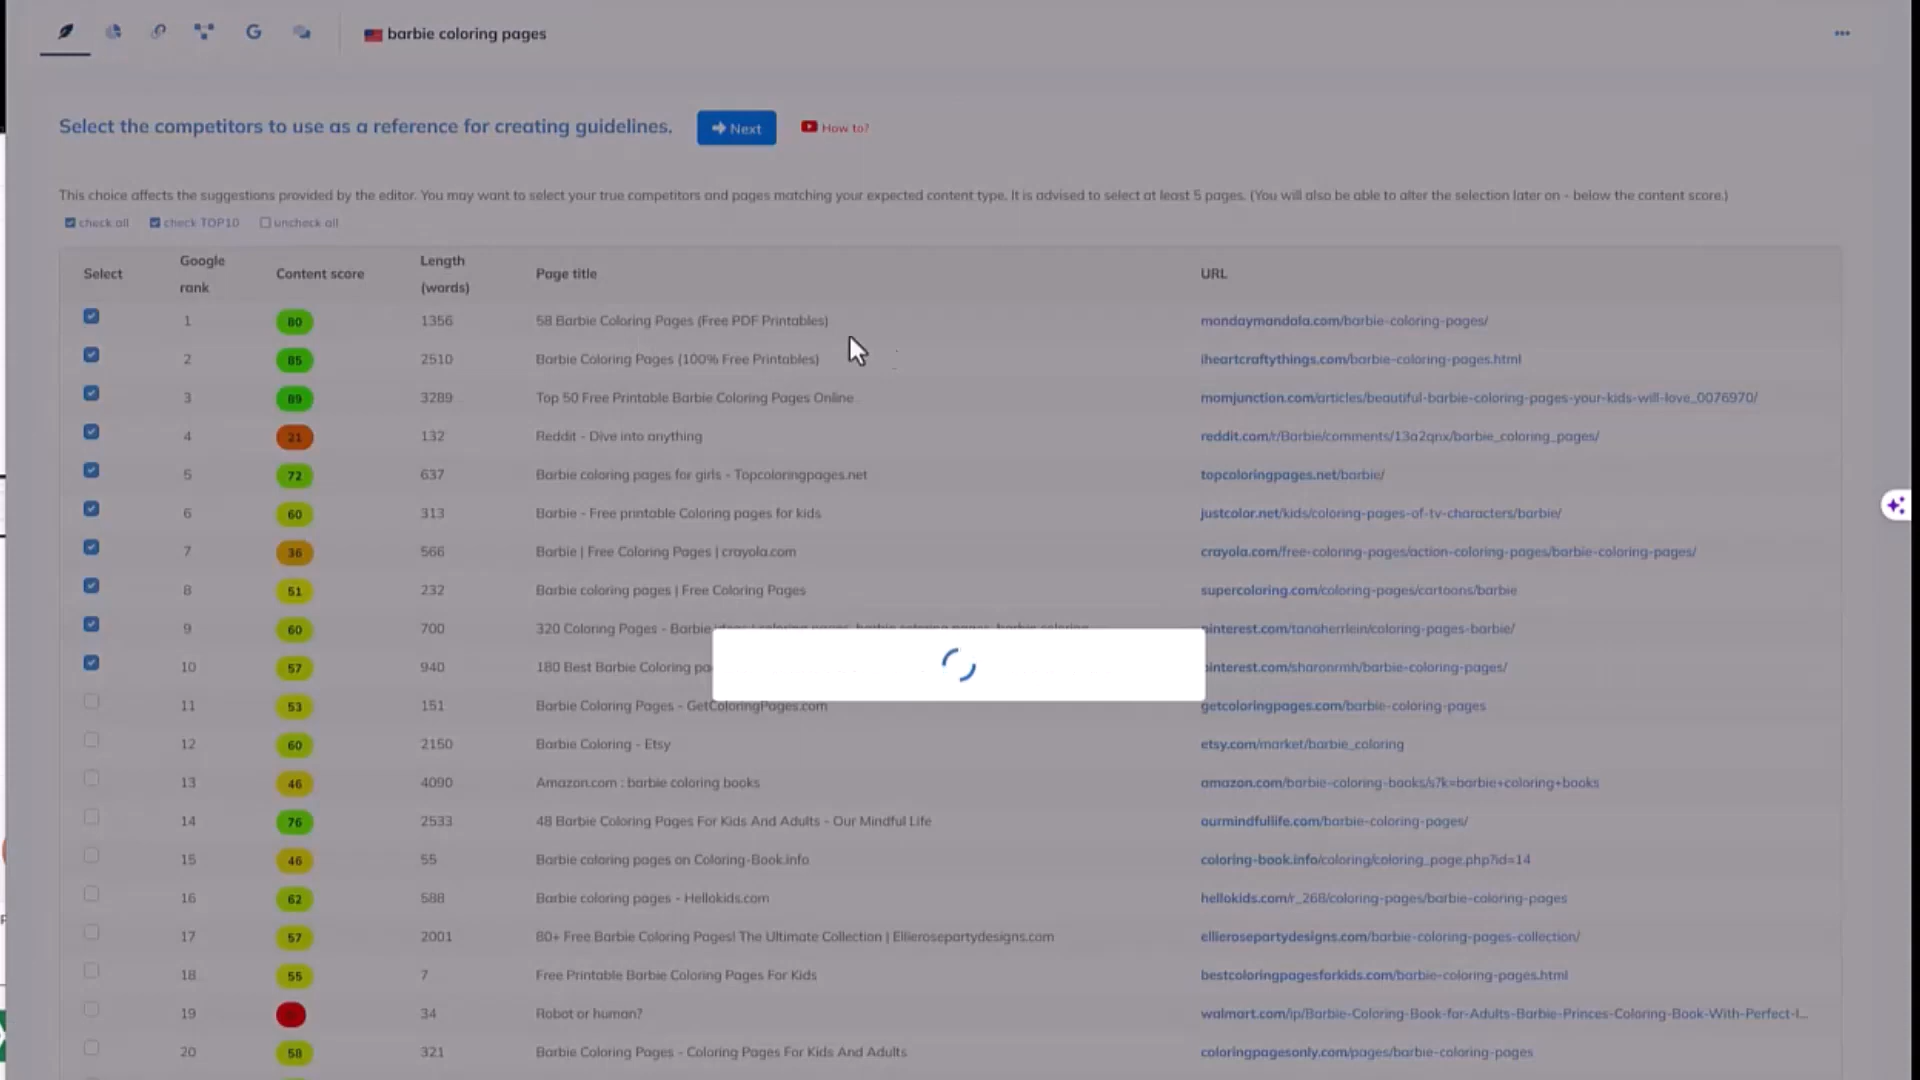 barbie coloring pages
Select the competitors to use as a reference for creating guidelines. Next How to?
This choice affects the suggestions provided by the editor. You may want to select your true competitors and pages matching your expected content type. It is advised to select at least 5 pages. (You will also be able to alter the selection later on - below the content score.)
check all check TOP10 uncheck all
Select Google rank Content score Length (words) Page title URL
1 80 1356 58 Barbie Coloring Pages (Free PDF Printables) mondaymandala.com/barbie-coloring-pages/
2 85 2510 Barbie Coloring Pages (100% Free Printables) iheartcraftythings.com/barbie-coloring-pages.html
3 89 3289 Top 50 Free Printable Barbie Coloring Pages Online momjunction.com/articles/beautiful-barbie-coloring-pages-your-kids-will-love_0076970/
4 21 132 Reddit - Dive into anything reddit.com/r/Barbie/comments/13a2qnx/barbie_coloring_pages/
5 72 637 Barbie coloring pages for girls - Topcoloringpages.net topcoloringpages.net/barbie/
6 60 313 Barbie - Free printable Coloring pages for kids justcolor.net/kids/coloring-pages-of-tv-characters/barbie/
7 36 566 Barbie | Free Coloring Pages | crayola.com crayola.com/free-coloring-pages/action-coloring-pages/barbie-coloring-pages/
8 51 232 Barbie coloring pages | Free Coloring Pages supercoloring.com/coloring-pages/cartoons/barbie
9 60 700 320 Coloring Pages - Barbie pinterest.com/tanaherrlein/coloring-pages-barbie/
10 57 940 180 Best Barbie Coloring pinterest.com/sharonrmh/barbie-coloring-pages/
11 53 151 Barbie Coloring Pages - GetColoringPages.com getcoloringpages.com/barbie-coloring-pages
12 60 2150 Barbie Coloring - Etsy etsy.com/market/barbie_coloring
13 46 4090 Amazon.com : barbie coloring books amazon.com/barbie-coloring-books/s?k=barbie+coloring+books
14 76 2533 48 Barbie Coloring Pages For Kids And Adults - Our Mindful Life ourmindfullife.com/barbie-coloring-pages/
15 46 55 Barbie coloring pages on Coloring-Book.info coloring-book.info/coloring/coloring_page.php?id=14
16 62 588 Barbie coloring pages - Hellokids.com hellokids.com/r_268/coloring-pages/barbie-coloring-pages
17 57 2001 80+ Free Barbie Coloring Pages! The Ultimate Collection | Ellierosepartydesigns.com ellierosepartydesigns.com/barbie-coloring-pages-collection/
18 55 7 Free Printable Barbie Coloring Pages For Kids bestcoloringpagesforkids.com/barbie-coloring-pages.html
19 34 Robot or human? walmart.com/ip/Barbie-Coloring-Book-for-Adults-Barbie-Princes-Coloring-Book-With-Perfect-I...
20 58 321 Barbie Coloring Pages - Coloring Pages For Kids And Adults coloringpagesonly.com/pages/barbie-coloring-pages